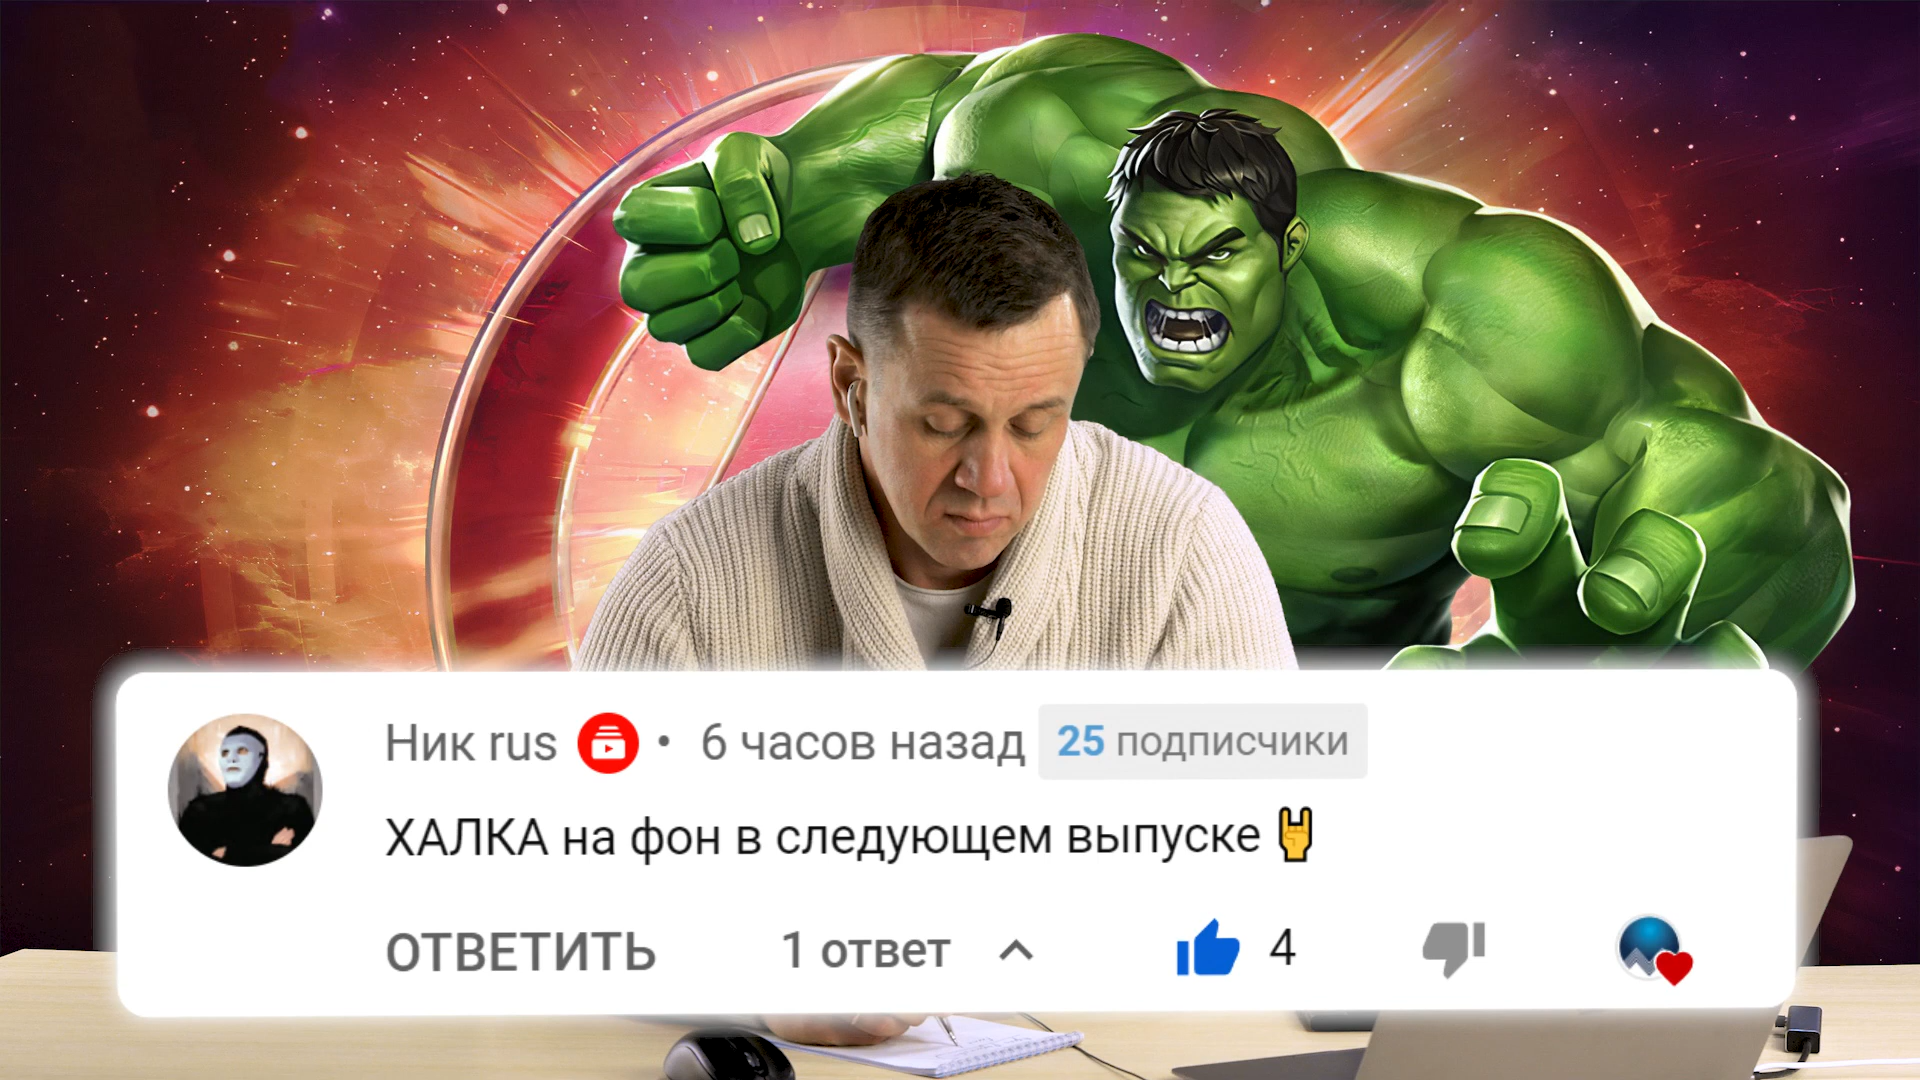 Ник rus • 6 часов назад 25 подписчики
ХАЛКА на фон в следующем выпуске 🤘
ОТВЕТИТЬ 1 ответ 4